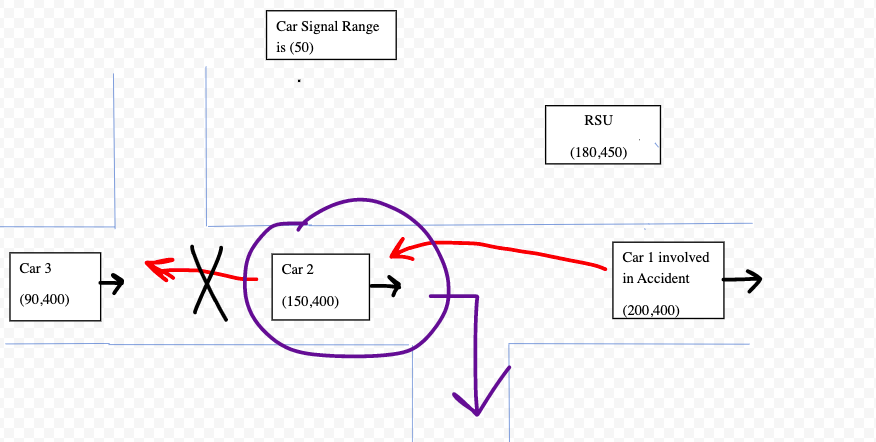 Car Signal Range
is (50)
RSU
(180,450)
Car 3
(90,400)
Car 2
(150,400)
Car 1 involved
in Accident
(200,400)